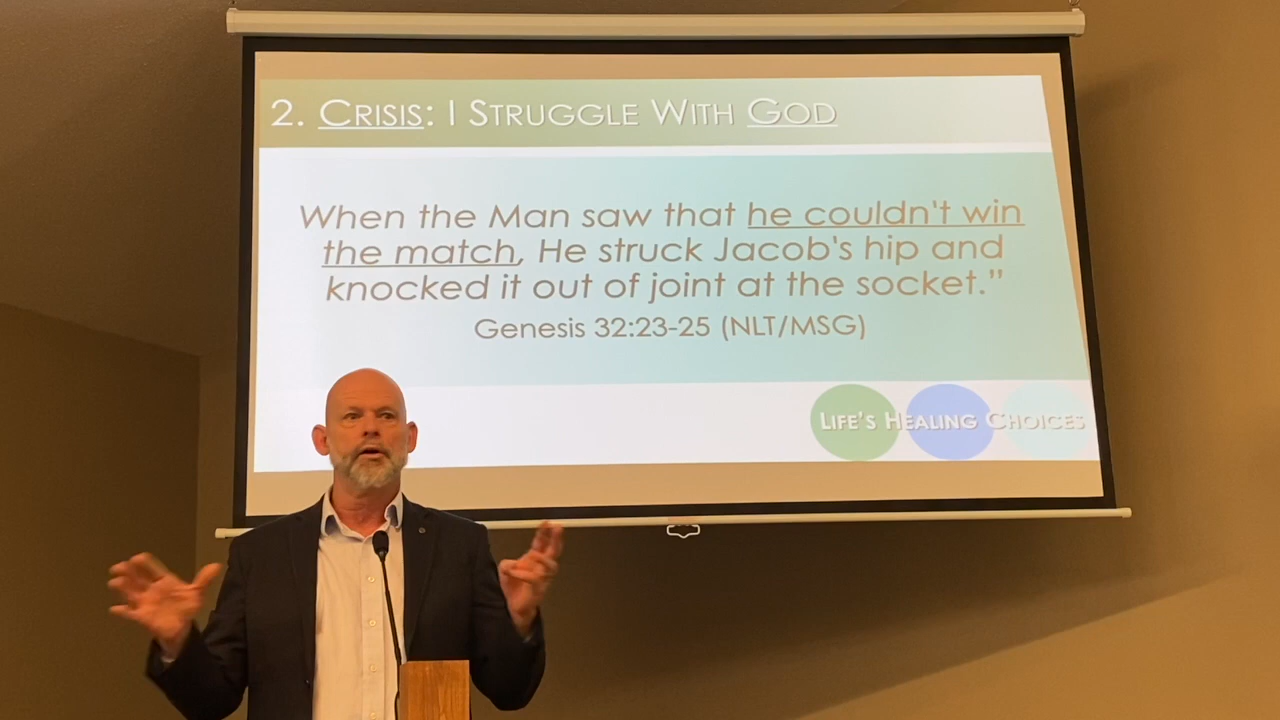 2. CRISIS: I STRUGGLE WITH GOD
When the Man saw that he couldn't win
the match, He struck Jacob's hip and
knocked it out of joint at the socket.”
Genesis 32:23-25 (NLT/MSG)
LIFE'S HEALING CHOICES